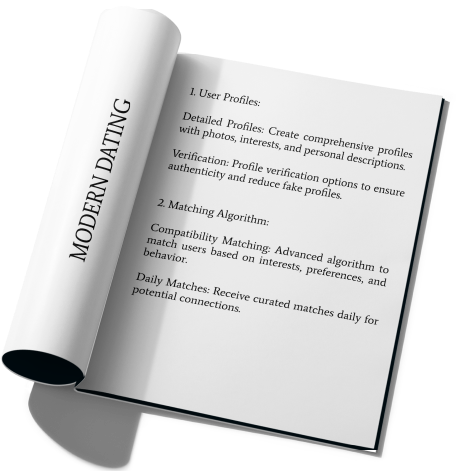 MODERN DATING
1. User Profiles:
Detailed Profiles: Create comprehensive profiles
with photos, interests, and personal descriptions.
Verification: Profile verification options to ensure
authenticity and reduce fake profiles.
2. Matching Algorithm:
Compatibility Matching: Advanced algorithm to
match users based on interests, preferences, and
behavior.
Daily Matches: Receive curated matches daily for
potential connections.